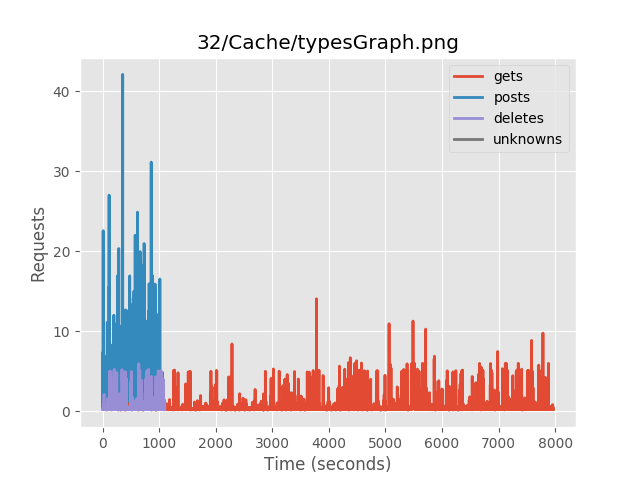 32/Cache/typesGraph.png
gets
posts
deletes
unknowns
40
30
20
10
0
Requests
0 1000 2000 3000 4000 5000 6000 7000 8000
Time (seconds)